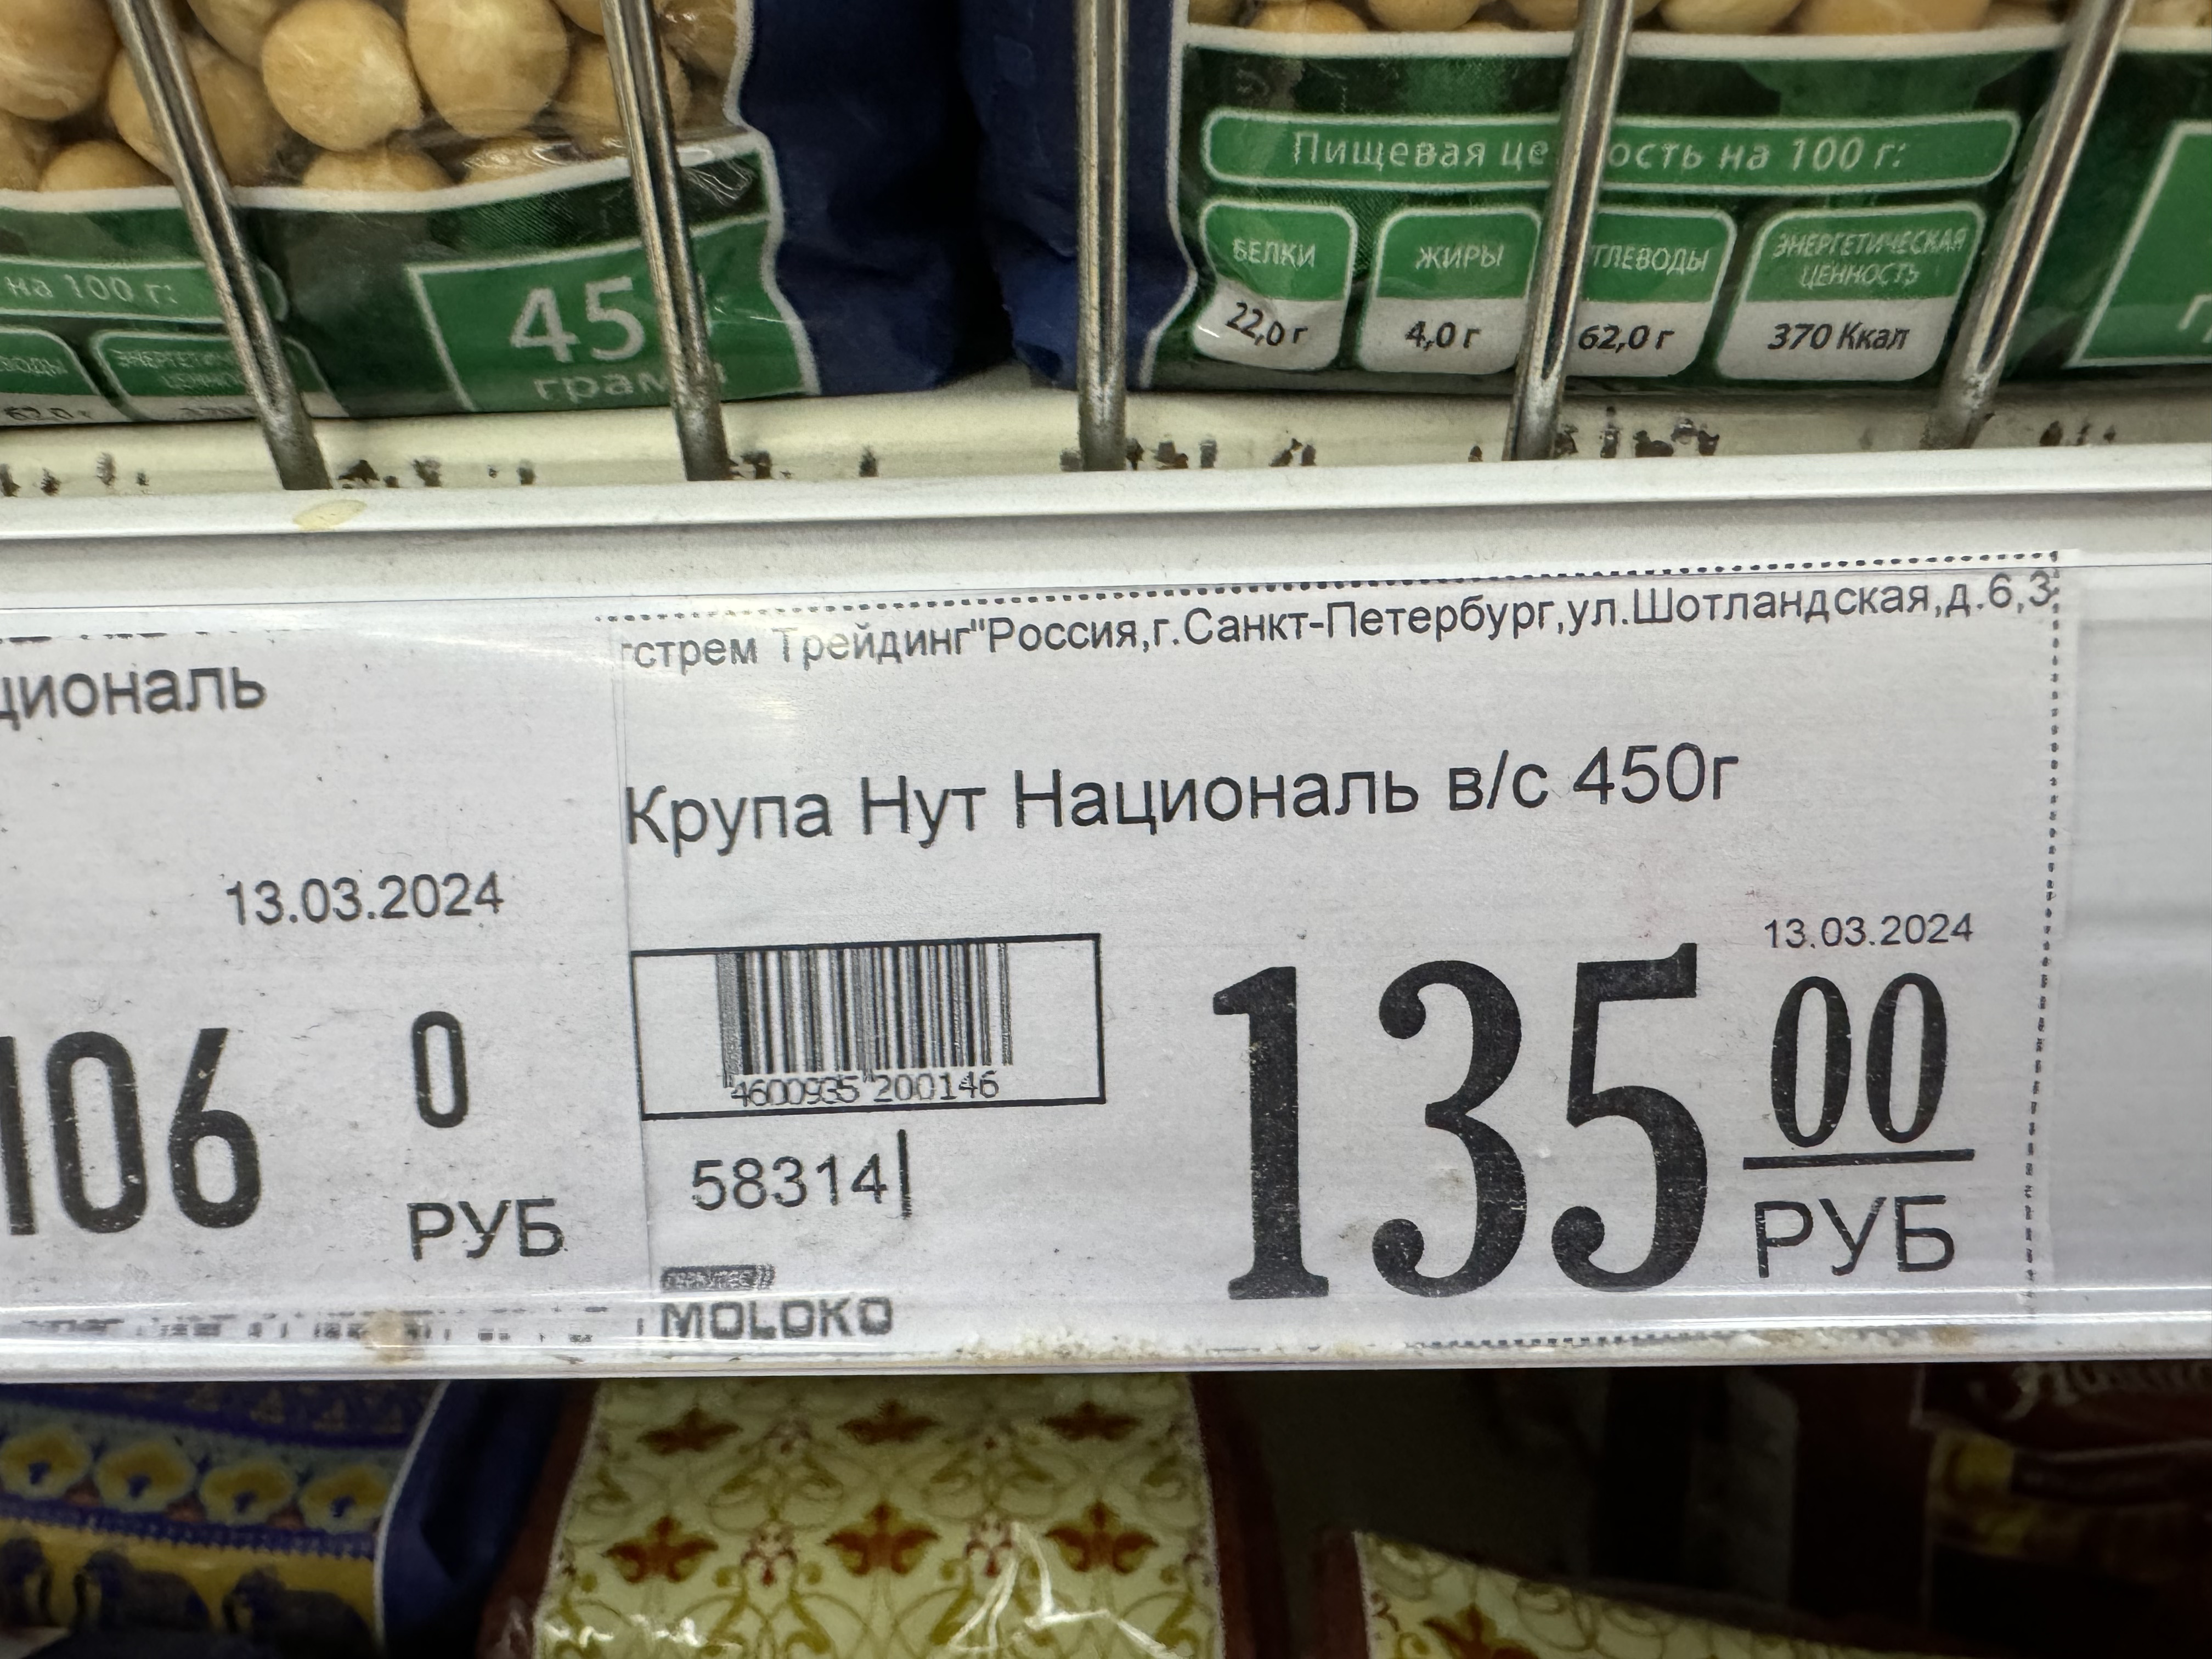 на 100 г:
45
62,0 г
Пищевая це ость на 100 г:
БЕЛКИ
22,0 г
ЖИРЫ
4,0 г
ГЛЕВОДЫ
62,0 г
ЭНЕРГЕТИЧЕСКАЯ
ЦЕННОСТЬ
370 Ккал
циональ
13.03.2024
106 0
РУБ
гстрем Трейдинг"Россия,г.Санкт-Петербург,ул.Шотландская,д.6,3
Крупа Нут Националь в/с 450г
13.03.2024
4600935 200146
58314
135 00
РУБ
MOLOKO